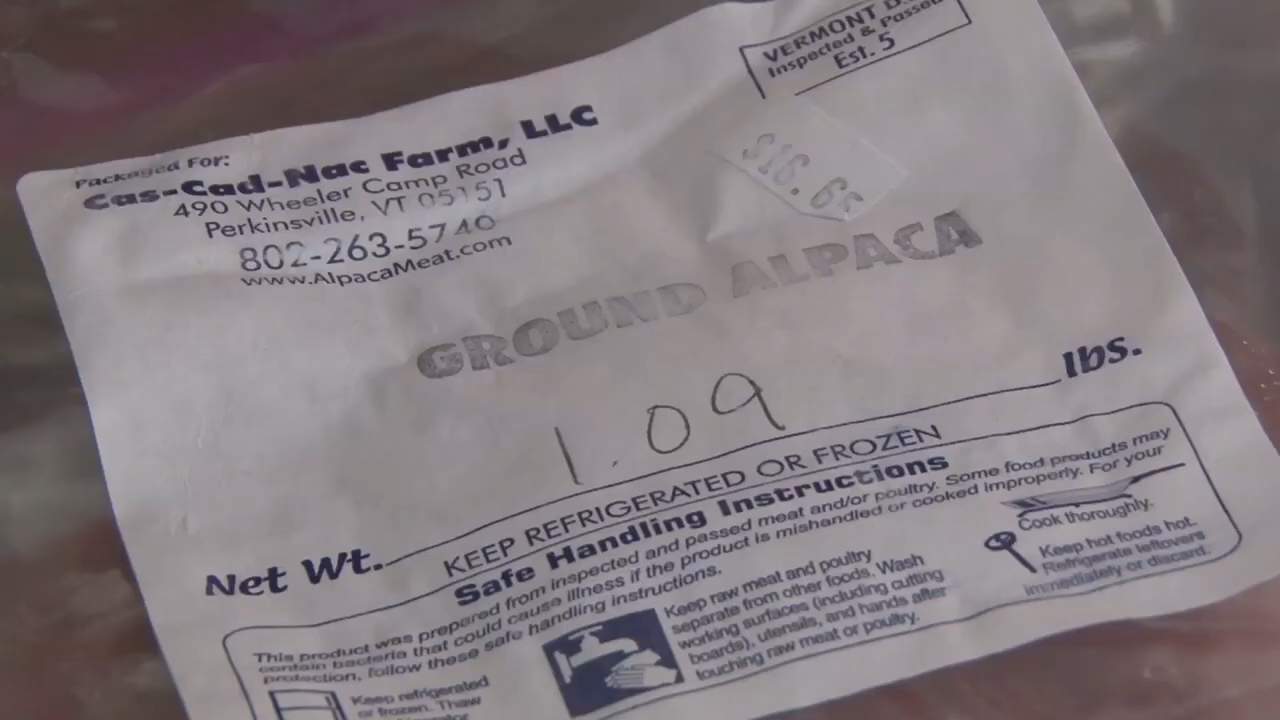 VERMONT
Inspected & Passed
Est. 5
Packaged For:
Cas-Cad-Nac Farm, LLC
490 Wheeler Camp Road
Perkinsville, VT 05151
802-263-5740
www.AlpacaMeat.com
$16.65
GROUND ALPACA
1.09
Net Wt. lbs.
KEEP REFRIGERATED OR FROZEN
Safe Handling Instructions
This product was prepared from inspected and passed meat and/or poultry. Some food products may
contain bacteria that could cause illness if the product is mishandled or cooked improperly. For your
protection, follow these safe handling instructions.
Keep refrigerated
or frozen. Thaw
Keep raw meat and poultry
separate from other foods. Wash
working surfaces (including cutting
boards), utensils, and hands after
touching raw meat or poultry.
Cook thoroughly.
Keep hot foods hot.
Refrigerate leftovers
immediately or discard.